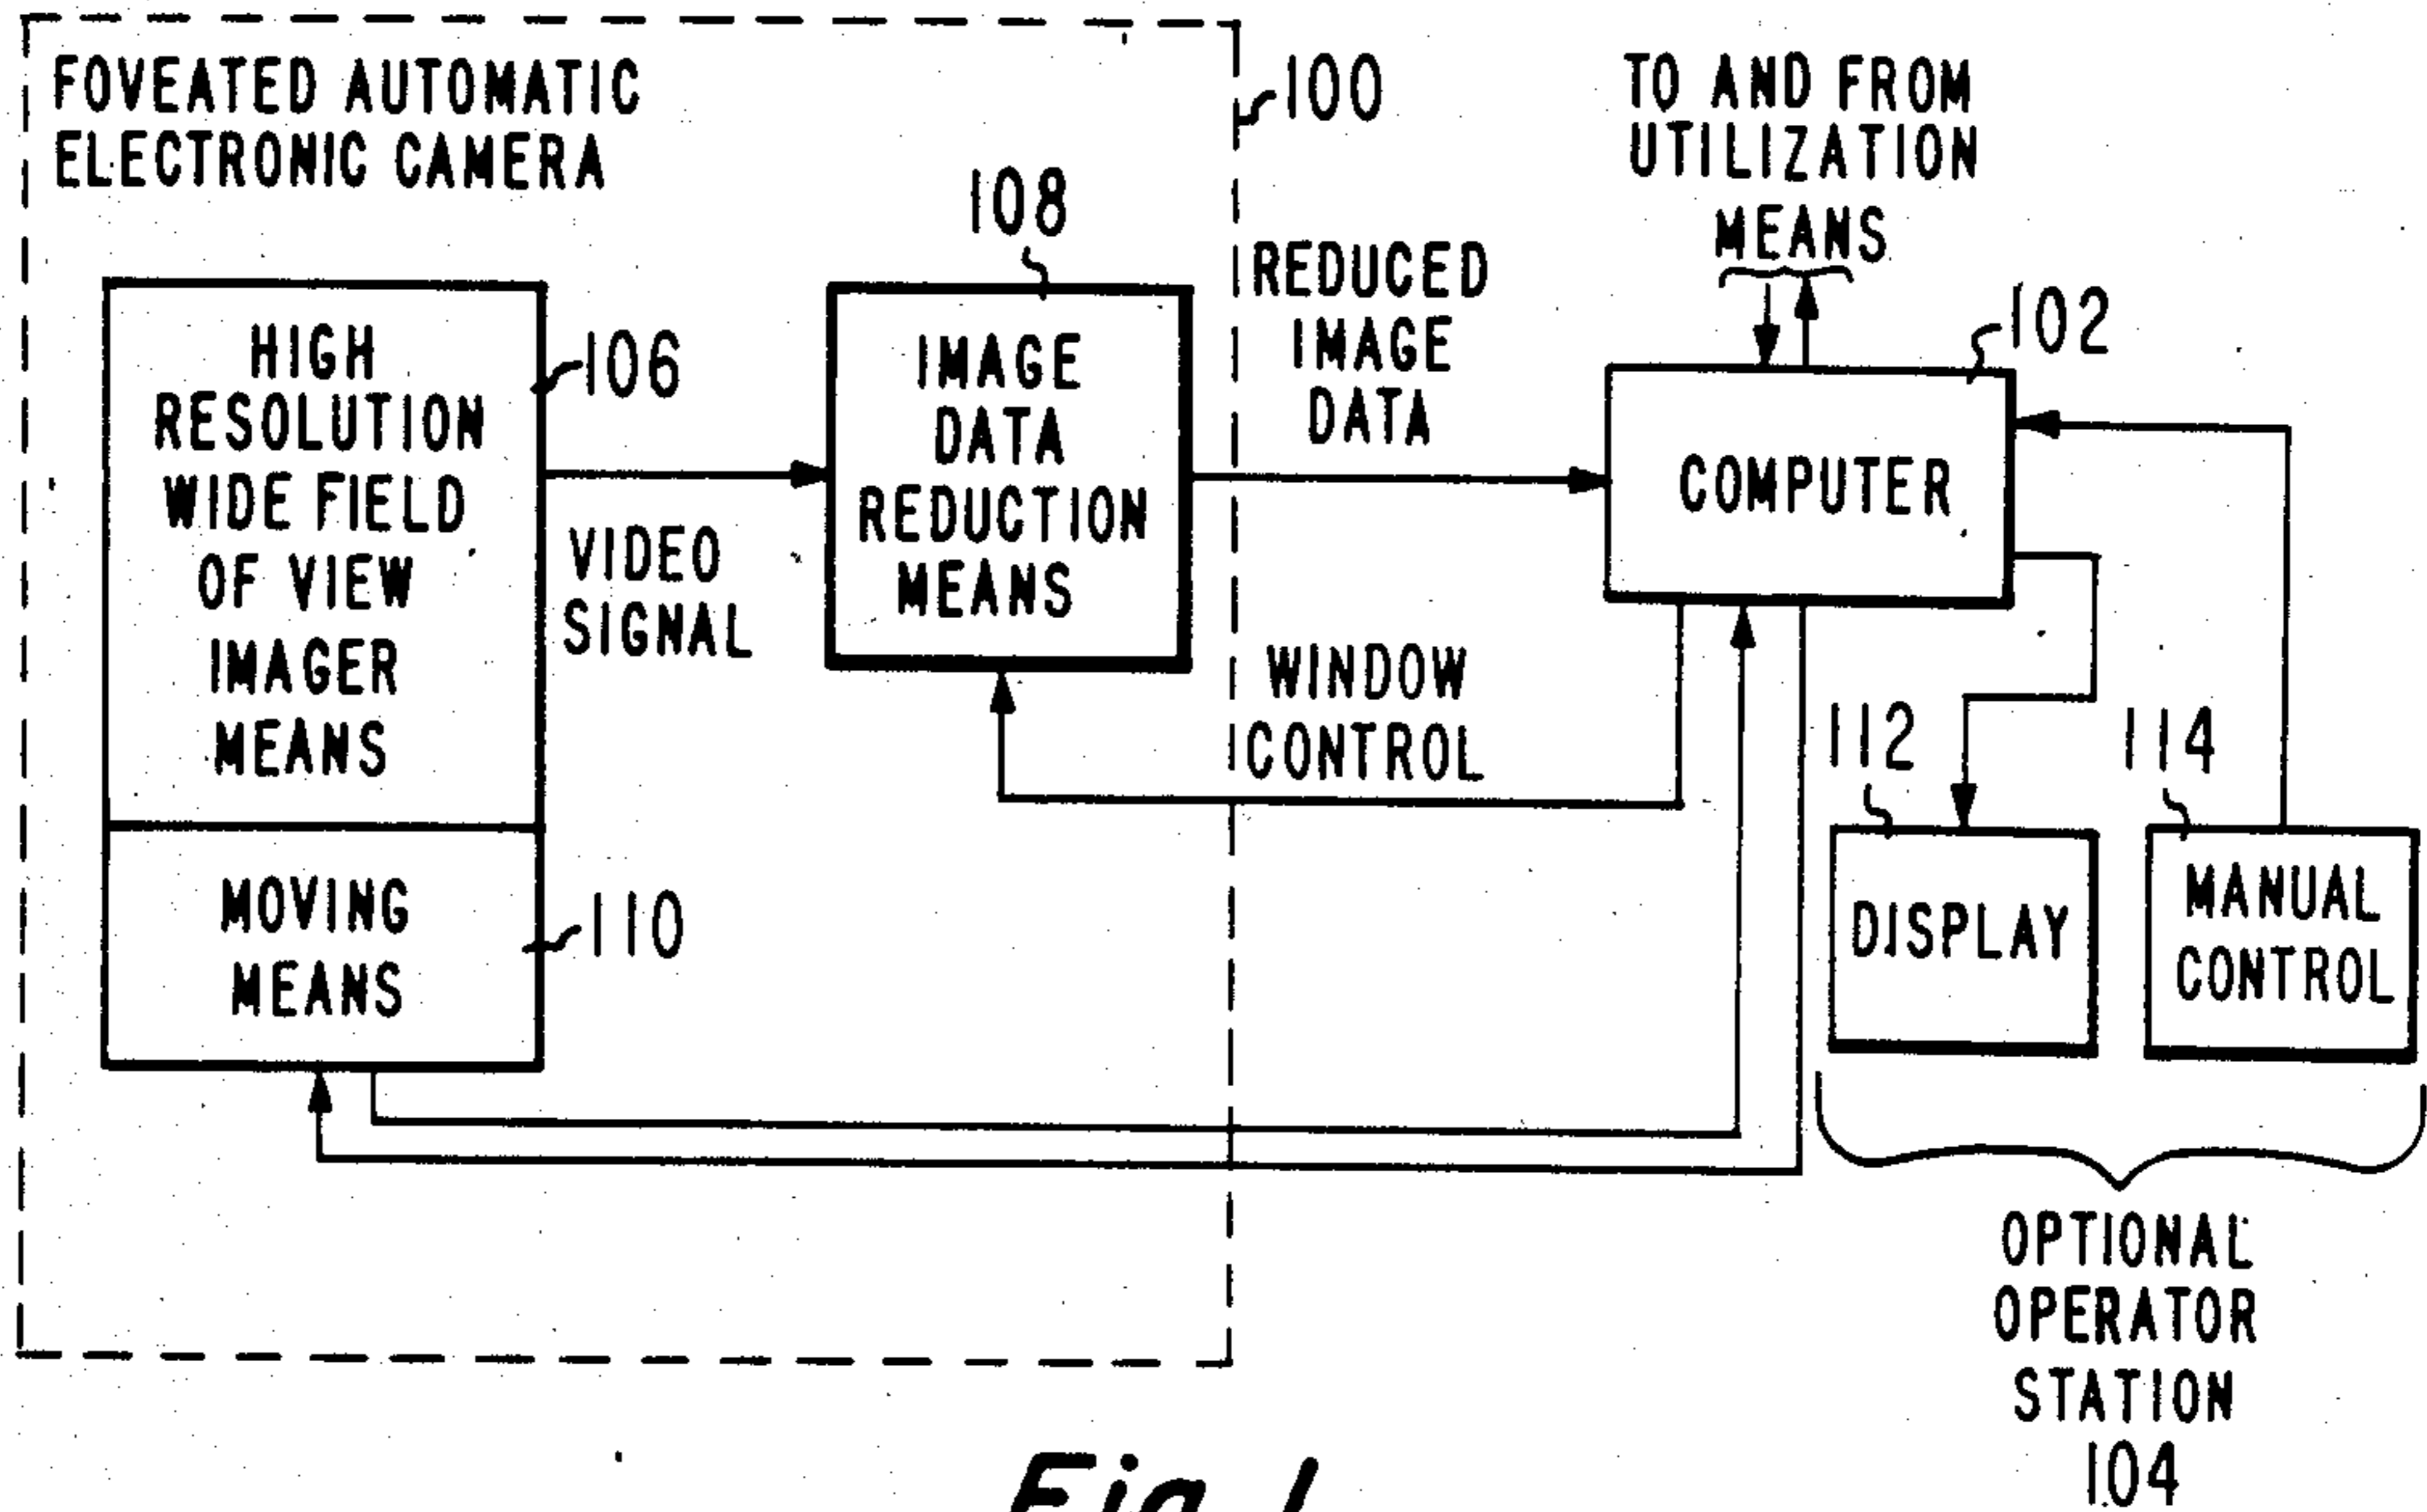 FOVEATED AUTOMATIC
ELECTRONIC CAMERA
100
TO AND FROM
UTILIZATION
MEANS
108
REDUCED
IMAGE
DATA
102
HIGH
RESOLUTION
WIDE FIELD
OF VIEW
IMAGER
MEANS
106
IMAGE
DATA
REDUCTION
MEANS
COMPUTER
VIDEO
SIGNAL
WINDOW
CONTROL
112
114
MOVING
MEANS
110
DISPLAY
MANUAL
CONTROL
OPTIONAL
OPERATOR
STATION
104
Fig. 1